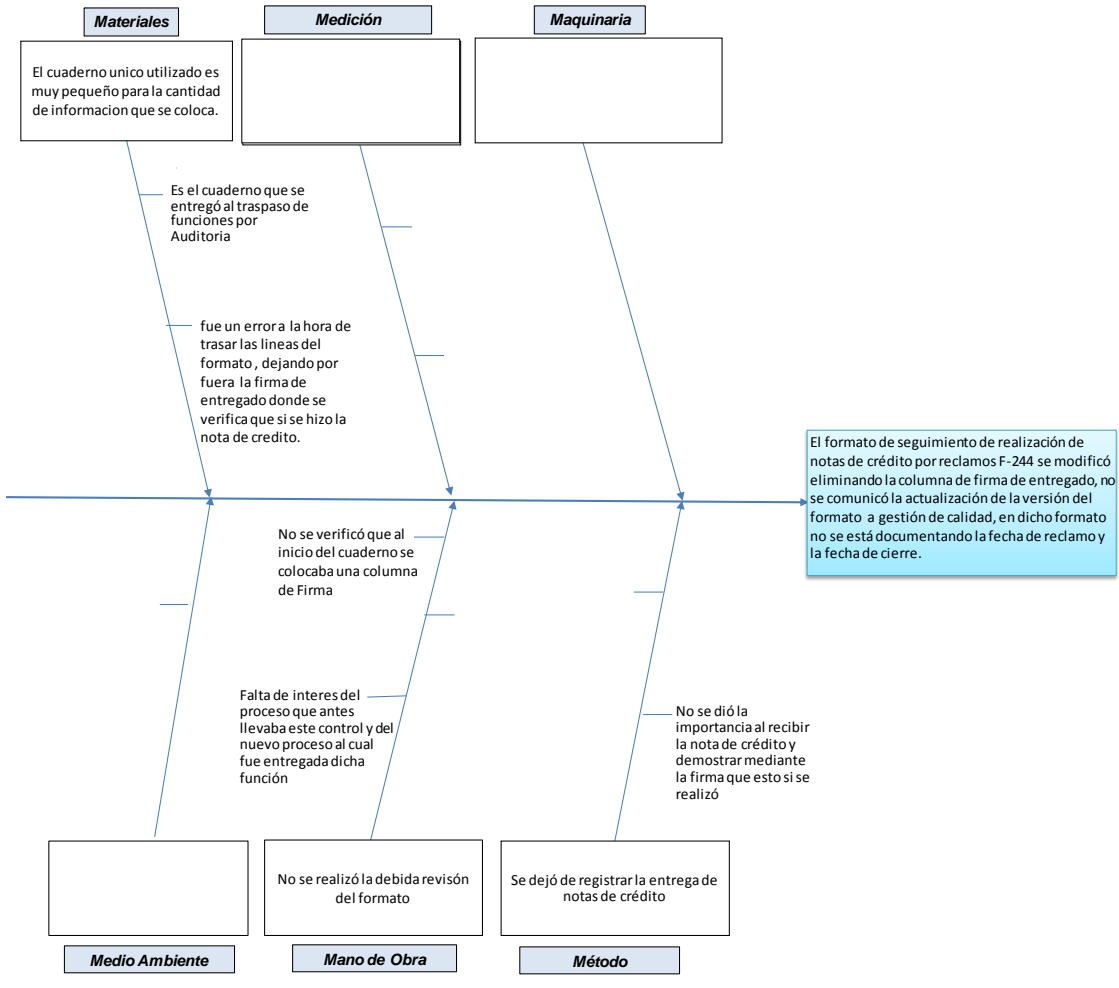 Materiales
Medición
Maquinaria
El cuaderno unico utilizado es
muy pequeño para la cantidad
de informacion que se coloca.
Es el cuaderno que se
entregó al traspaso de
funciones por
Auditoria
fue un error a la hora de
trasar las lineas del
formato , dejando por
fuera la firma de
entregado donde se
verifica que si se hizo la
nota de credito.
El formato de seguimiento de realización de
notas de crédito por reclamos F-244 se modificó
eliminando la columna de firma de entregado, no
se comunicó la actualización de la versión del
formato a gestión de calidad, en dicho formato
no se está documentando la fecha de reclamo y
la fecha de cierre.
No se verificó que al
inicio del cuaderno se
colocaba una columna
de Firma
Falta de interes del
proceso que antes
llevaba este control y del
nuevo proceso al cual
fue entregada dicha
función
No se dió la
importancia al recibir
la nota de crédito y
demostrar mediante
la firma que esto si se
realizó
No se realizó la debida revisón
del formato
Se dejó de registrar la entrega de
notas de crédito
Medio Ambiente
Mano de Obra
Método